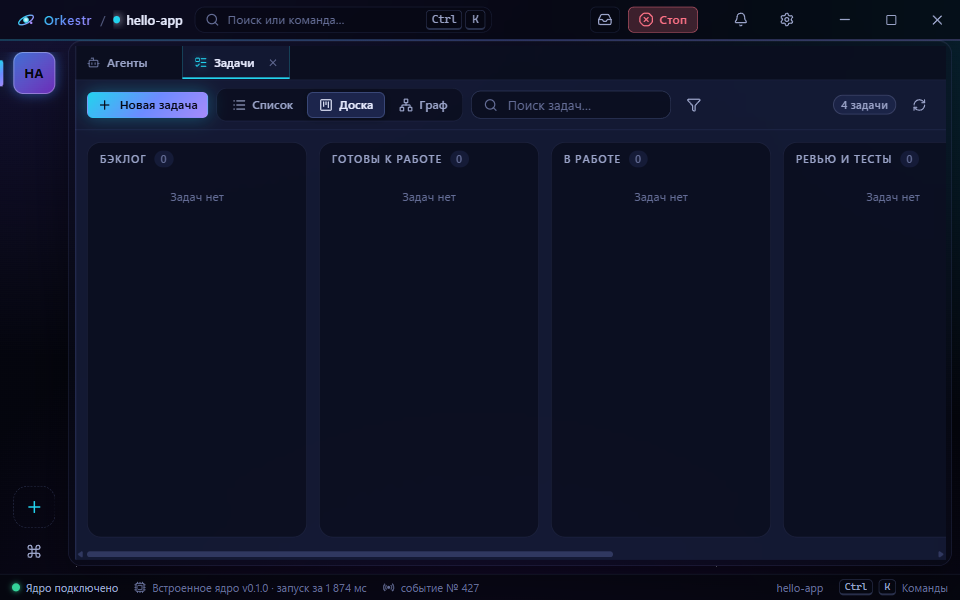 Orkestr / hello-app
Поиск или команда...
Ctrl K
Стоп
HA
Агенты
Задачи
Новая задача
Список
Доска
Граф
Поиск задач...
4 задачи
БЭКЛОГ 0
Задач нет
ГОТОВЫ К РАБОТЕ 0
Задач нет
В РАБОТЕ 0
Задач нет
РЕВЬЮ И ТЕСТЫ 0
Задач нет
Ядро подключено
Встроенное ядро v0.1.0 · запуск за 1 874 мс
событие № 427
hello-app
Ctrl K Команды